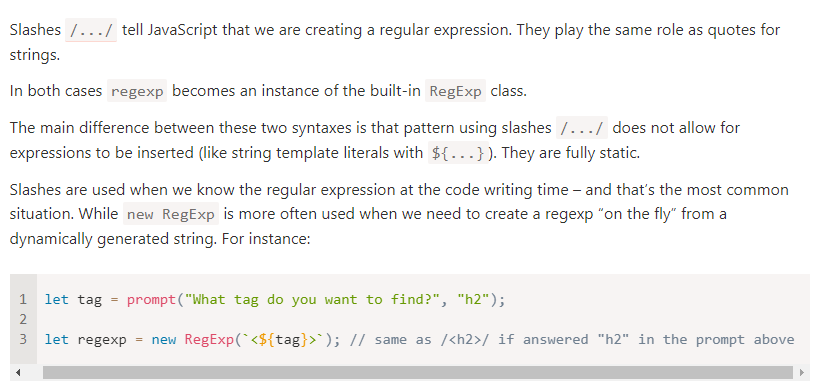 Slashes /.../ tell JavaScript that we are creating a regular expression. They play the same role as quotes for
strings.
In both cases regexp becomes an instance of the built-in RegExp class.
The main difference between these two syntaxes is that pattern using slashes /.../ does not allow for
expressions to be inserted (like string template literals with ${...}). They are fully static.
Slashes are used when we know the regular expression at the code writing time – and that’s the most common
situation. While new RegExp is more often used when we need to create a regexp “on the fly” from a
dynamically generated string. For instance:
1 let tag = prompt("What tag do you want to find?", "h2");
2
3 let regexp = new RegExp(`<${tag}>`); // same as /<h2>/ if answered "h2" in the prompt above